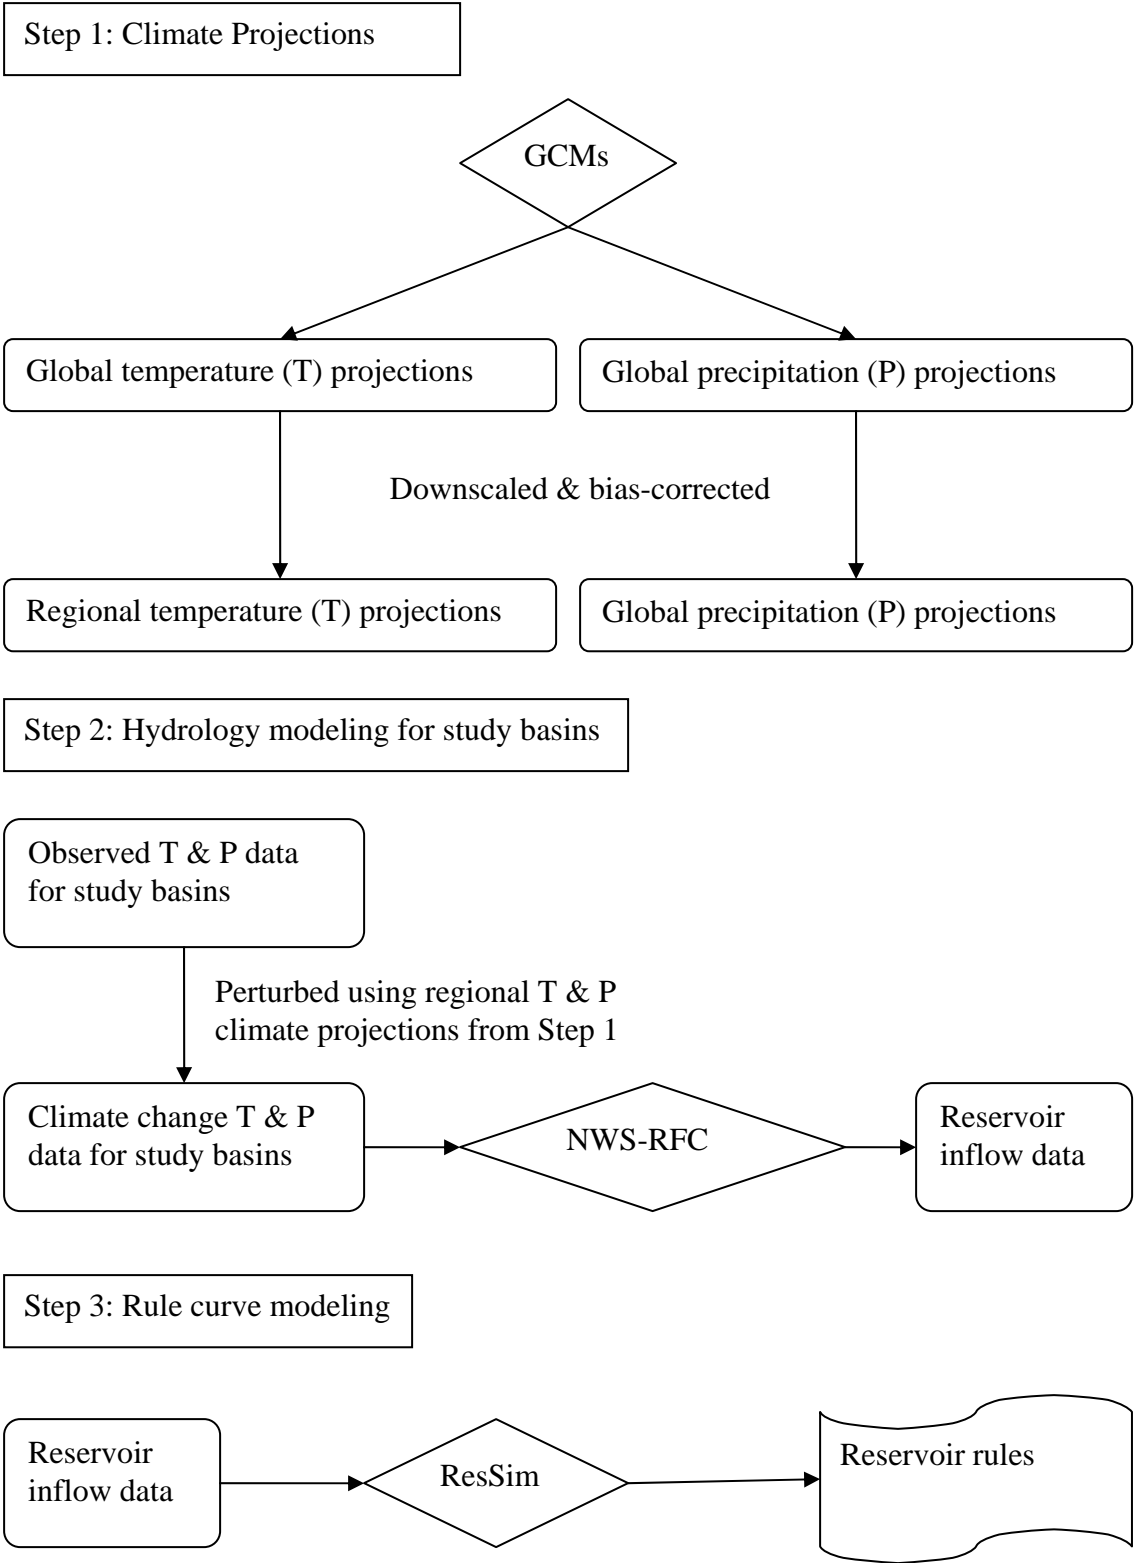 Step 1: Climate Projections
GCMs
Global temperature (T) projections
Global precipitation (P) projections
Downscaled & bias-corrected
Regional temperature (T) projections
Global precipitation (P) projections
Step 2: Hydrology modeling for study basins
Observed T & P data
for study basins
Perturbed using regional T & P
climate projections from Step 1
Climate change T & P
data for study basins
NWS-RFC
Reservoir
inflow data
Step 3: Rule curve modeling
Reservoir
inflow data
ResSim
Reservoir rules